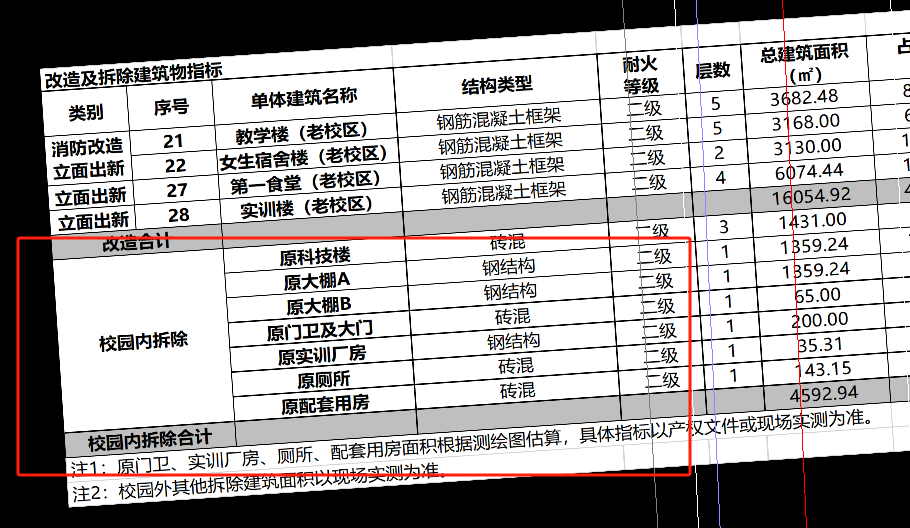 改造及拆除建筑物指标
类别 序号 单体建筑名称 结构类型 耐火等级 层数 总建筑面积（㎡） 占
消防改造 21 教学楼（老校区） 钢筋混凝土框架 二级 5 3682.48
立面出新 22 女生宿舍楼（老校区） 钢筋混凝土框架 二级 5 3168.00
立面出新 27 第一食堂（老校区） 钢筋混凝土框架 二级 2 3130.00
立面出新 28 实训楼（老校区） 钢筋混凝土框架 二级 4 6074.44
改造合计 16054.92
校园内拆除 原科技楼 砖混 二级 3 1431.00
原大棚A 钢结构 二级 1 1359.24
原大棚B 钢结构 二级 1 1359.24
原门卫及大门 砖混 二级 1 65.00
原实训厂房 钢结构 二级 1 200.00
原厕所 砖混 二级 1 35.31
原配套用房 砖混 二级 1 143.15
校园内拆除合计 4592.94
注1：原门卫、实训厂房、厕所、配套用房面积根据测绘图估算，具体指标以产权文件或现场实测为准。
注2：校园外其他拆除建筑面积以现场实测为准。